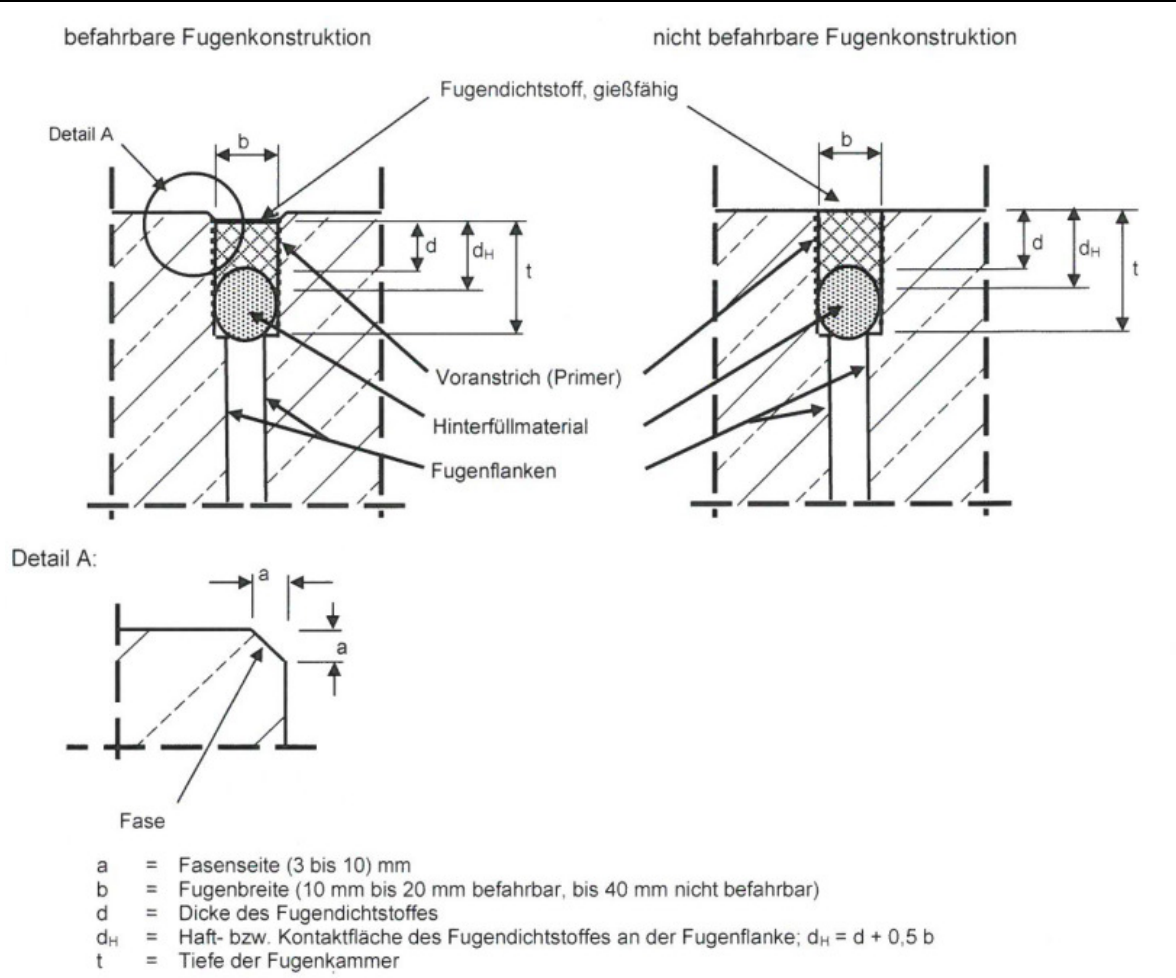 befahrbare Fugenkonstruktion
nicht befahrbare Fugenkonstruktion
Fugendichtstoff, gießfähig
Detail A
b
b
d
dH
t
d
dH
t
Voranstrich (Primer)
Hinterfüllmaterial
Fugenflanken
Detail A:
a
a
Fase
a = Fasenseite (3 bis 10) mm
b = Fugenbreite (10 mm bis 20 mm befahrbar, bis 40 mm nicht befahrbar)
d = Dicke des Fugendichtstoffes
dH = Haft- bzw. Kontaktfläche des Fugendichtstoffes an der Fugenflanke; dH = d + 0,5 b
t = Tiefe der Fugenkammer